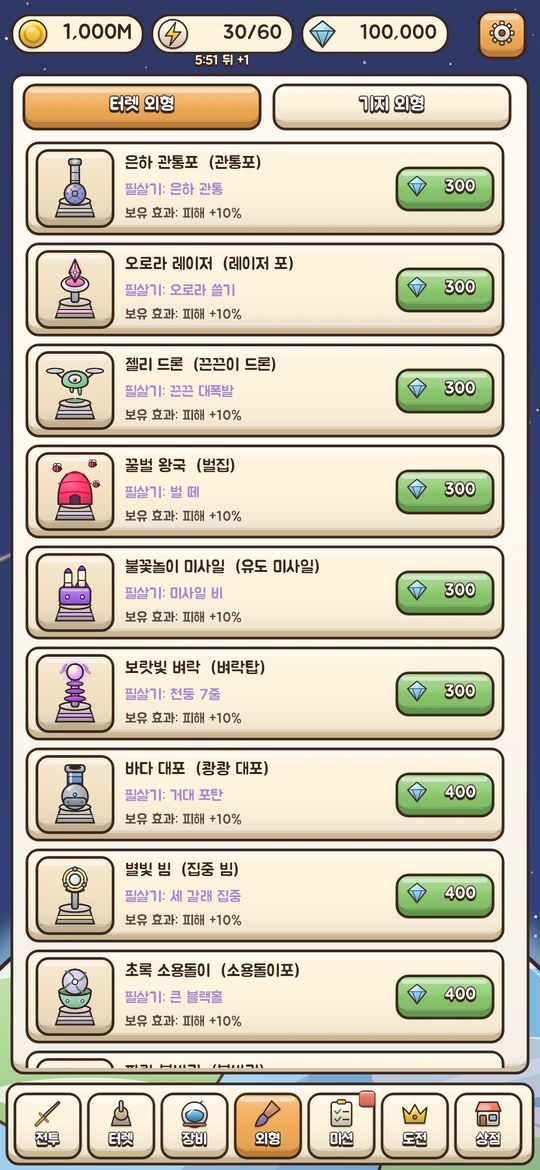 1,000M
30/60
100,000
5:51 뒤 +1
터렛 외형
기지 외형
은하 관통포 (관통포)
필살기: 은하 관통
보유 효과: 피해 +10%
300
오로라 레이저 (레이저 포)
필살기: 오로라 쓸기
보유 효과: 피해 +10%
300
젤리 드론 (끈끈이 드론)
필살기: 끈끈 대폭발
보유 효과: 피해 +10%
300
꿀벌 왕국 (벌집)
필살기: 벌 떼
보유 효과: 피해 +10%
300
불꽃놀이 미사일 (유도 미사일)
필살기: 미사일 비
보유 효과: 피해 +10%
300
보랏빛 벼락 (벼락탑)
필살기: 천둥 7줄
보유 효과: 피해 +10%
300
바다 대포 (쾅쾅 대포)
필살기: 거대 포탄
보유 효과: 피해 +10%
400
별빛 빔 (집중 빔)
필살기: 세 갈래 집중
보유 효과: 피해 +10%
400
초록 소용돌이 (소용돌이포)
필살기: 큰 블랙홀
보유 효과: 피해 +10%
400
전투
터렛
장비
외형
미션
도전
상점